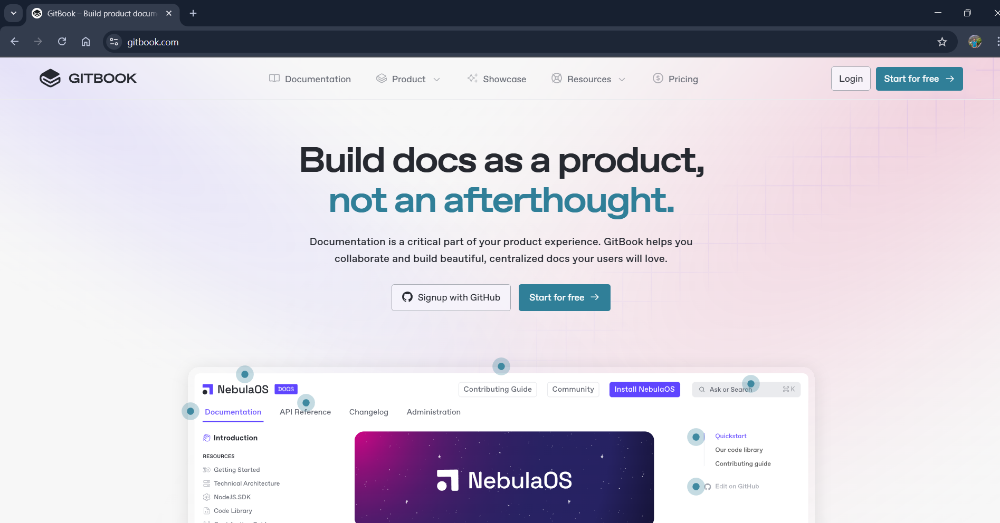 GitBook – Build product docum
gitbook.com
GITBOOK
Documentation
Product
Showcase
Resources
Pricing
Login
Start for free
Build docs as a product,
not an afterthought.
Documentation is a critical part of your product experience. GitBook helps you
collaborate and build beautiful, centralized docs your users will love.
Signup with GitHub
Start for free
NebulaOS DOCS
Contributing Guide
Community
Install NebulaOS
Ask or Search
⌘ K
Documentation
API Reference
Changelog
Administration
Introduction
RESOURCES
Getting Started
Technical Architecture
NodeJS.SDK
Code Library
NebulaOS
Quickstart
Our code library
Contributing guide
Edit on GitHub